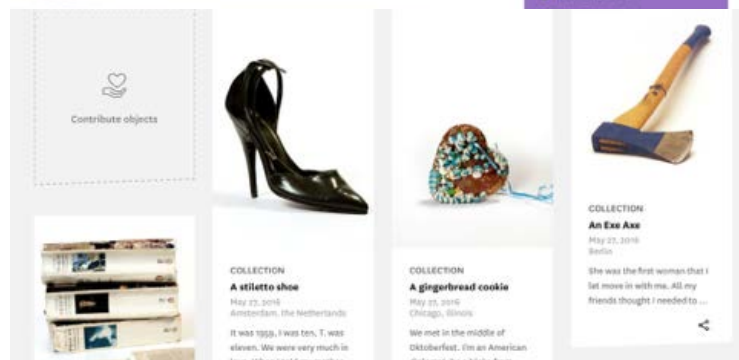 Contribute objects
COLLECTION
A stiletto shoe
May 27, 2016
Amsterdam, the Netherlands
It was 1959, I was ten, T. was
eleven. We were very much in
COLLECTION
A gingerbread cookie
May 27, 2016
Chicago, Illinois
We met in the middle of
Oktoberfest. I'm an American
COLLECTION
An Exe Axe
May 27, 2016
Berlin
She was the first woman that I
let move in with me. All my
friends thought I needed to ...